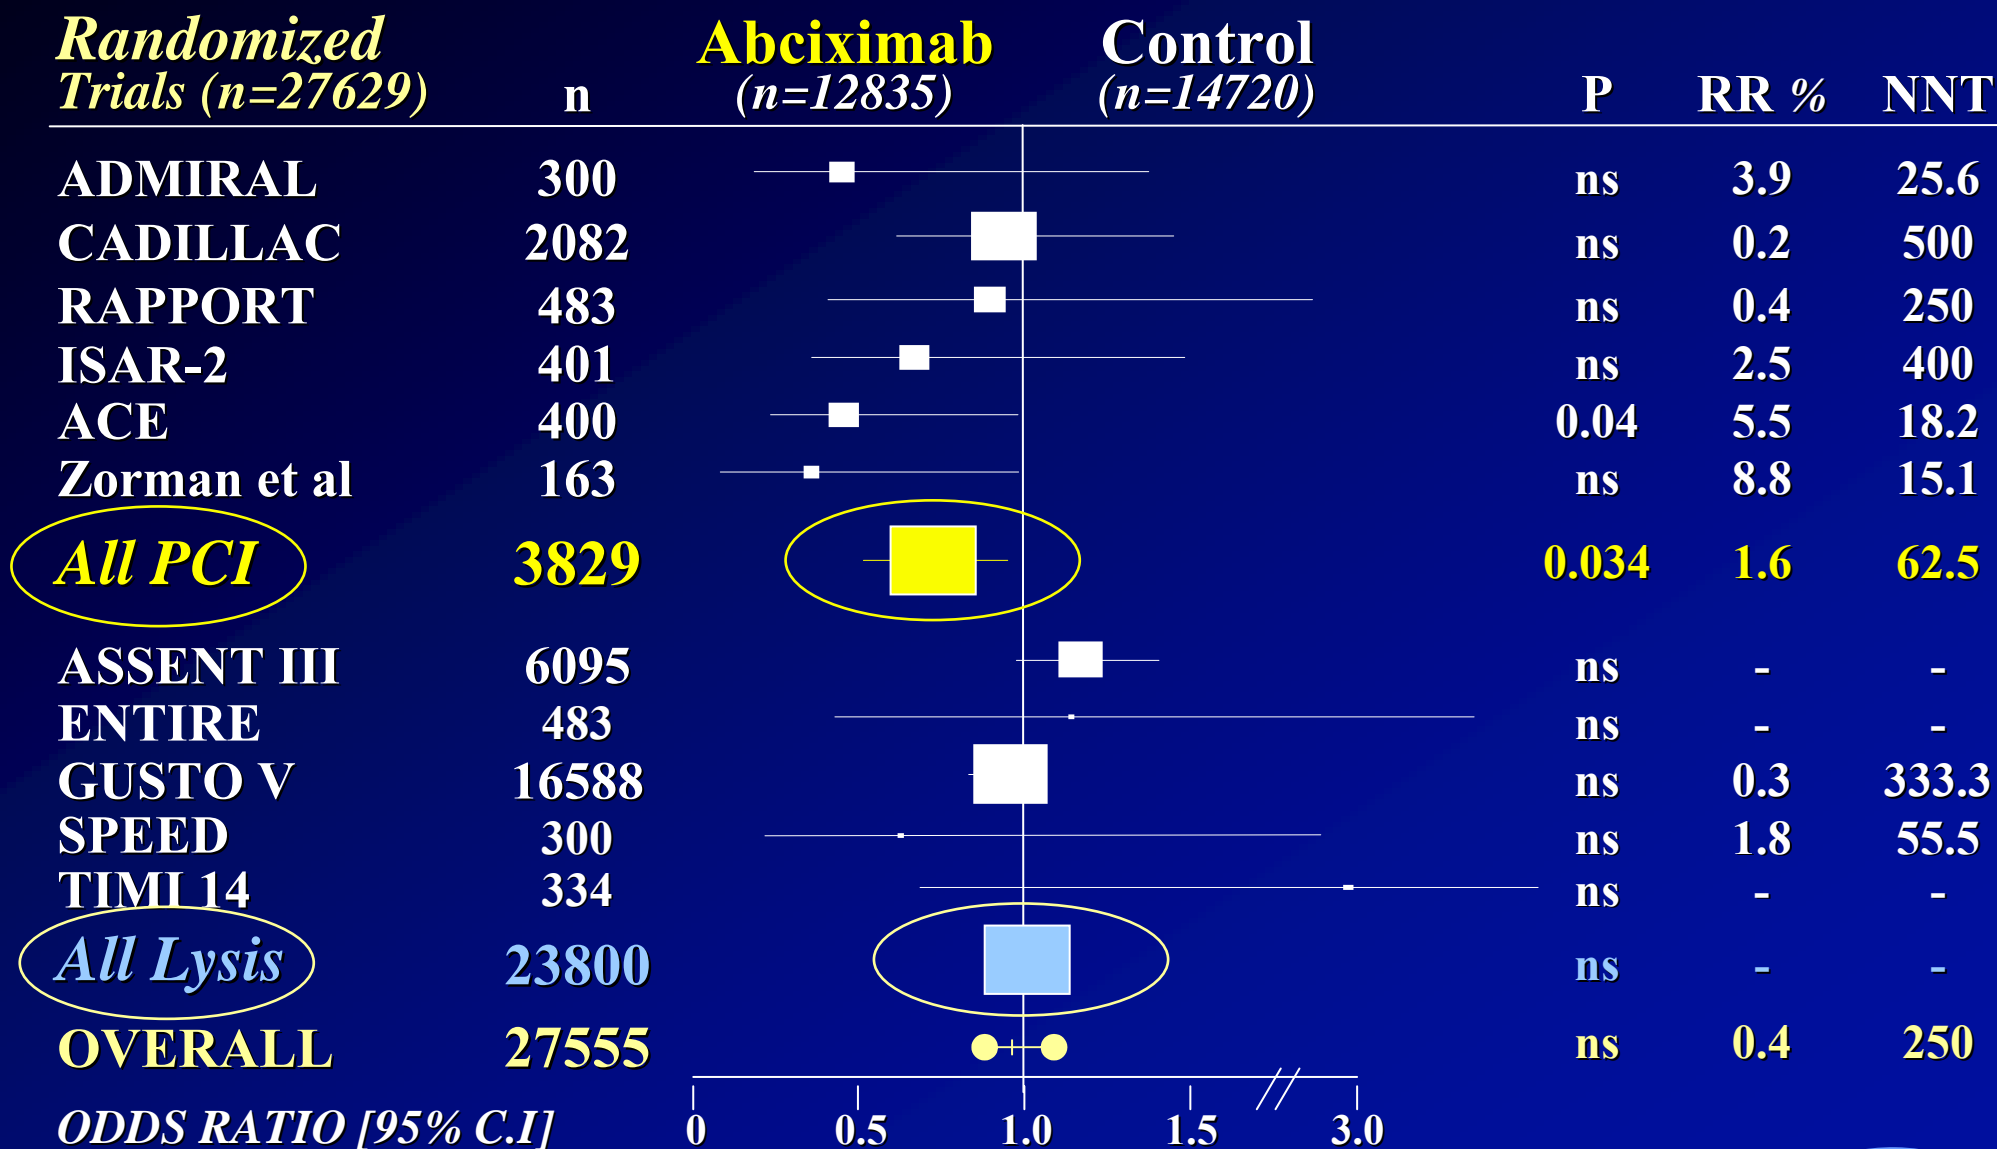 Randomized Abciximab Control
Trials (n=27629) n (n=12835) (n=14720) P RR % NNT
ADMIRAL 300 ns 3.9 25.6
CADILLAC 2082 ns 0.2 500
RAPPORT 483 ns 0.4 250
ISAR-2 401 ns 2.5 400
ACE 400 0.04 5.5 18.2
Zorman et al 163 ns 8.8 15.1
All PCI 3829 0.034 1.6 62.5
ASSENT III 6095 ns - -
ENTIRE 483 ns - -
GUSTO V 16588 ns 0.3 333.3
SPEED 300 ns 1.8 55.5
TIMI 14 334 ns - -
All Lysis 23800 ns - -
OVERALL 27555 ns 0.4 250
ODDS RATIO [95% C.I] 0 0.5 1.0 1.5 3.0